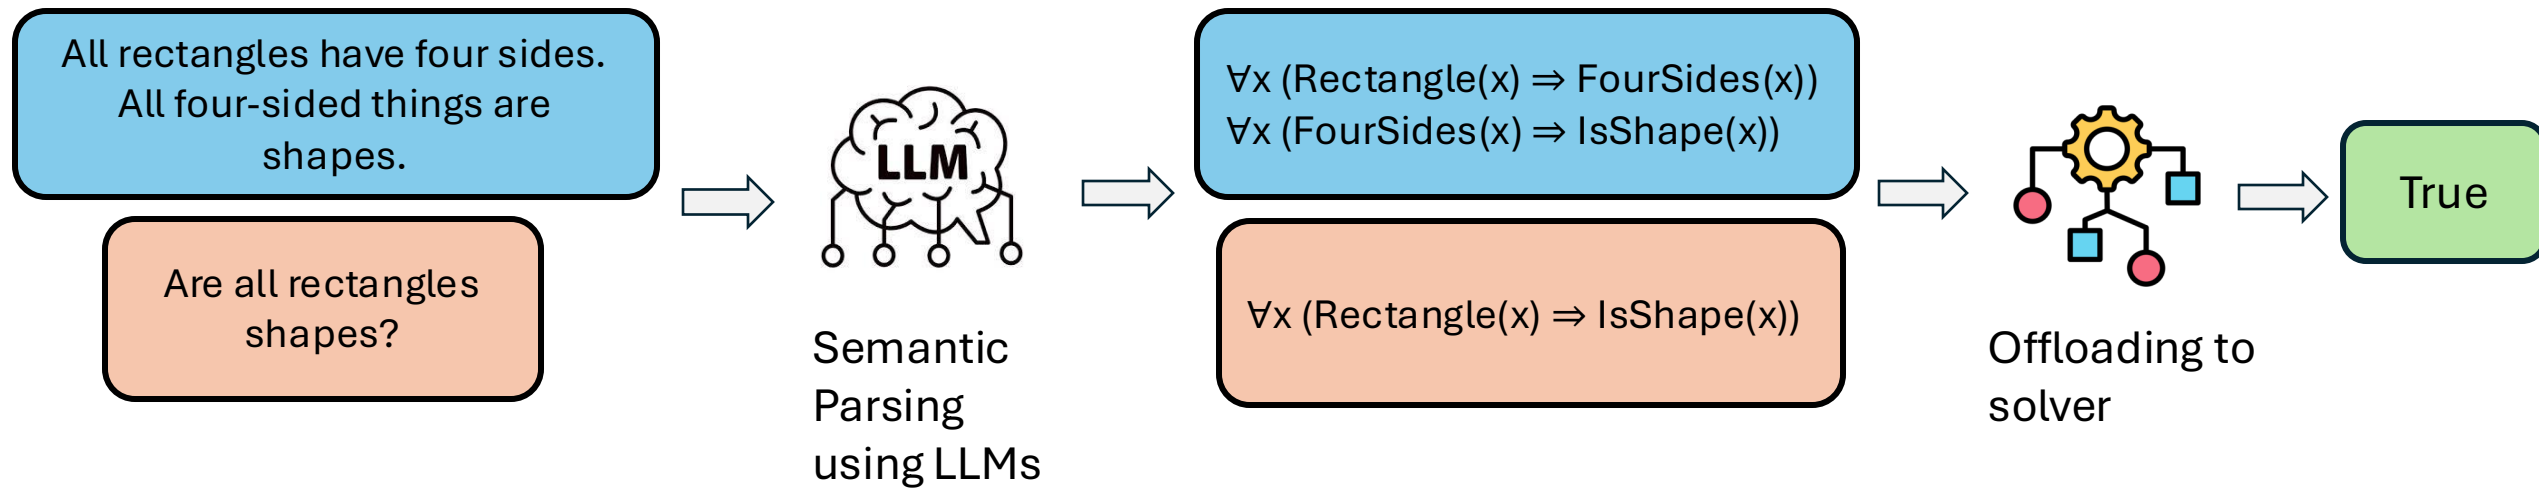 All rectangles have four sides.
All four-sided things are
shapes.
Are all rectangles
shapes?
LLM
Semantic
Parsing
using LLMs
∀x (Rectangle(x) ⇒ FourSides(x))
∀x (FourSides(x) ⇒ IsShape(x))
∀x (Rectangle(x) ⇒ IsShape(x))
Offloading to
solver
True